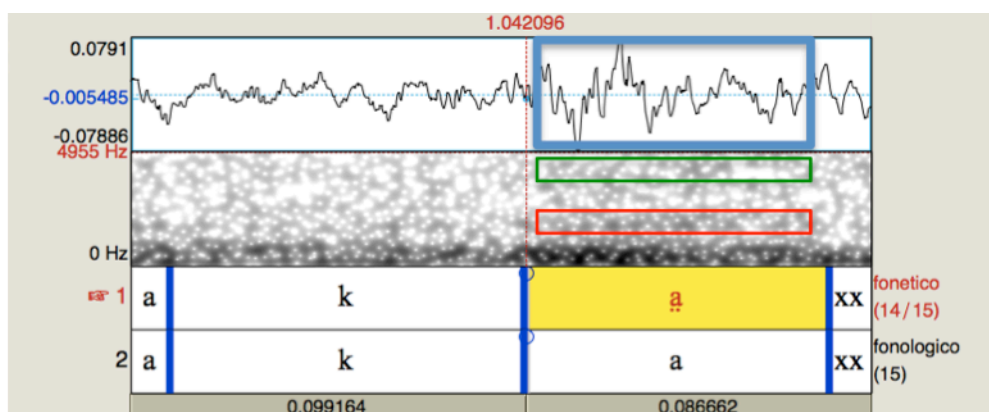 1.042096
0.0791
-0.005485
-0.07886
4955 Hz
0 Hz
☞ 1 a k a̤ xx fonetico
(14/15)
2 a k a xx fonologico
(15)
0.099164 0.086662